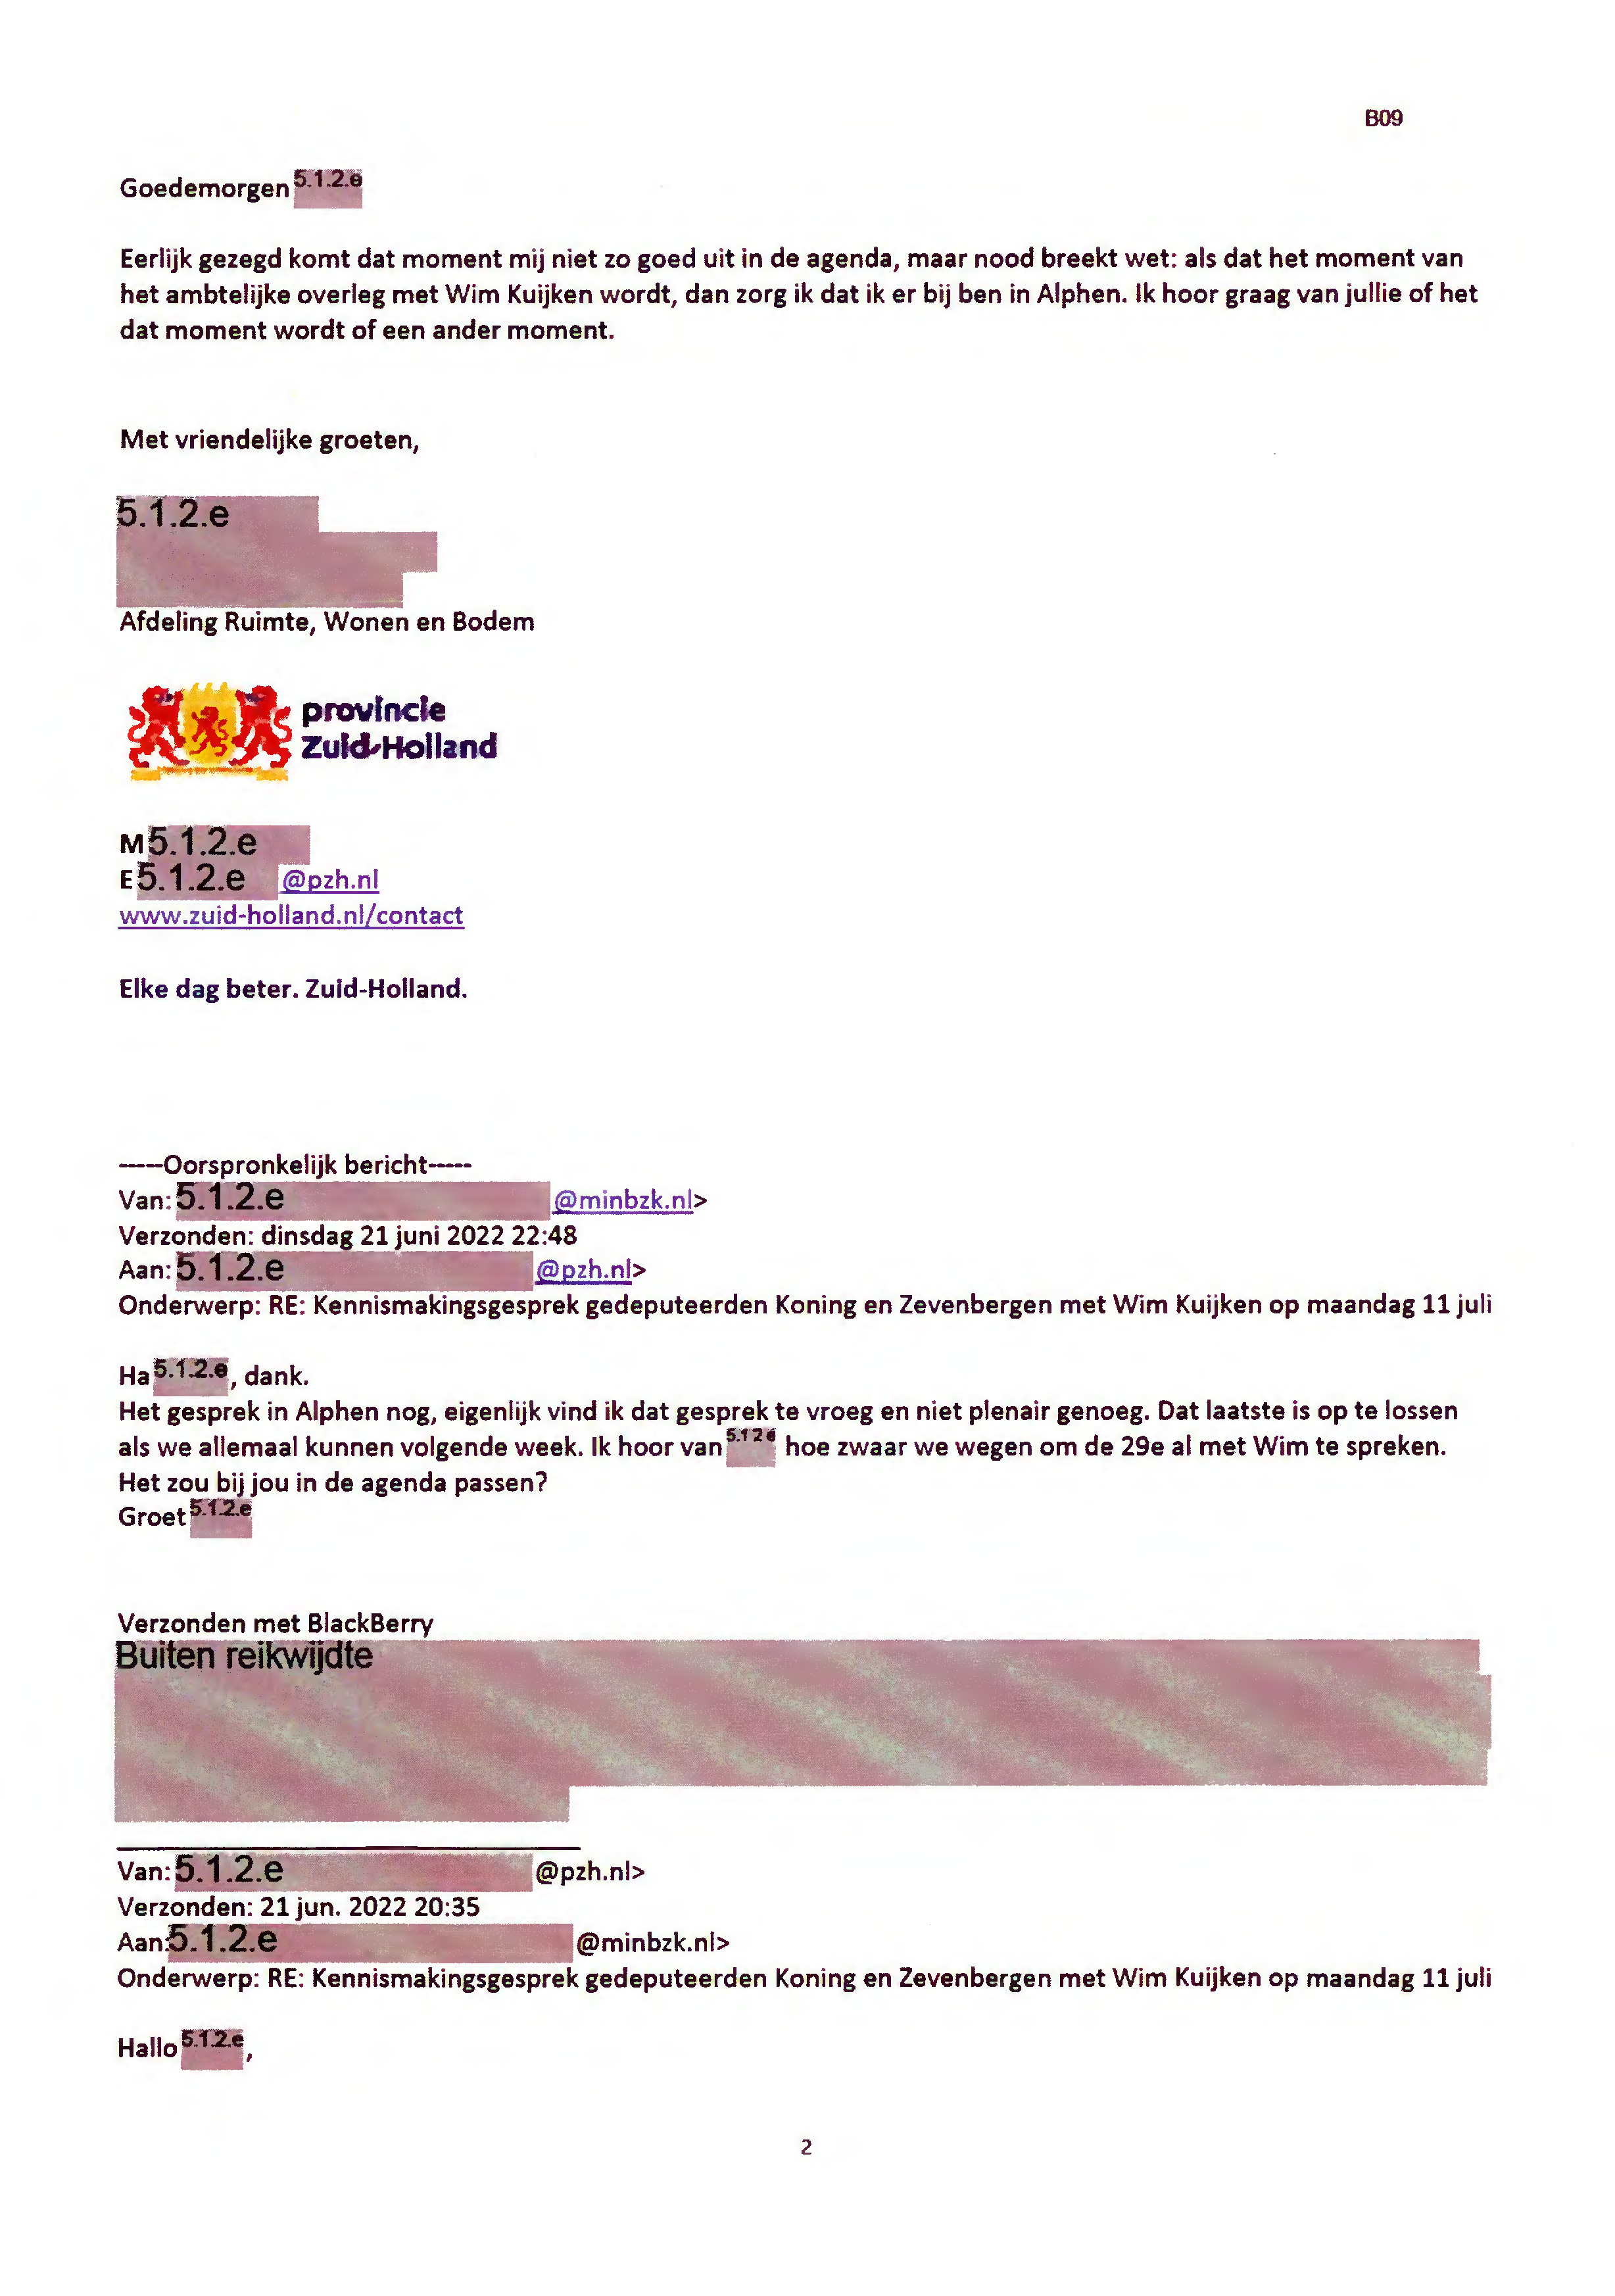 B09
Goedemorgen 5.1.2.e
Eerlijk gezegd komt dat moment mij niet zo goed uit in de agenda, maar nood breekt wet: als dat het moment van
het ambtelijke overleg met Wim Kuijken wordt, dan zorg ik dat ik er bij ben in Alphen. Ik hoor graag van jullie of het
dat moment wordt of een ander moment.
Met vriendelijke groeten,
5.1.2.e
Afdeling Ruimte, Wonen en Bodem
provincie
Zuid-Holland
M 5.1.2.e
E 5.1.2.e @pzh.nl
www.zuid-holland.nl/contact
Elke dag beter. Zuid-Holland.
-----Oorspronkelijk bericht-----
Van: 5.1.2.e @minbzk.nl>
Verzonden: dinsdag 21 juni 2022 22:48
Aan: 5.1.2.e @pzh.nl>
Onderwerp: RE: Kennismakingsgesprek gedeputeerden Koning en Zevenbergen met Wim Kuijken op maandag 11 juli
Ha 5.1.2.e, dank.
Het gesprek in Alphen nog, eigenlijk vind ik dat gesprek te vroeg en niet plenair genoeg. Dat laatste is op te lossen
als we allemaal kunnen volgende week. Ik hoor van 5.1.2.e hoe zwaar we wegen om de 29e al met Wim te spreken.
Het zou bij jou in de agenda passen?
Groet 5.1.2.e
Verzonden met BlackBerry
Buiten reikwijdte
Van: 5.1.2.e @pzh.nl>
Verzonden: 21 jun. 2022 20:35
Aan: 5.1.2.e @minbzk.nl>
Onderwerp: RE: Kennismakingsgesprek gedeputeerden Koning en Zevenbergen met Wim Kuijken op maandag 11 juli
Hallo 5.1.2.e,
2